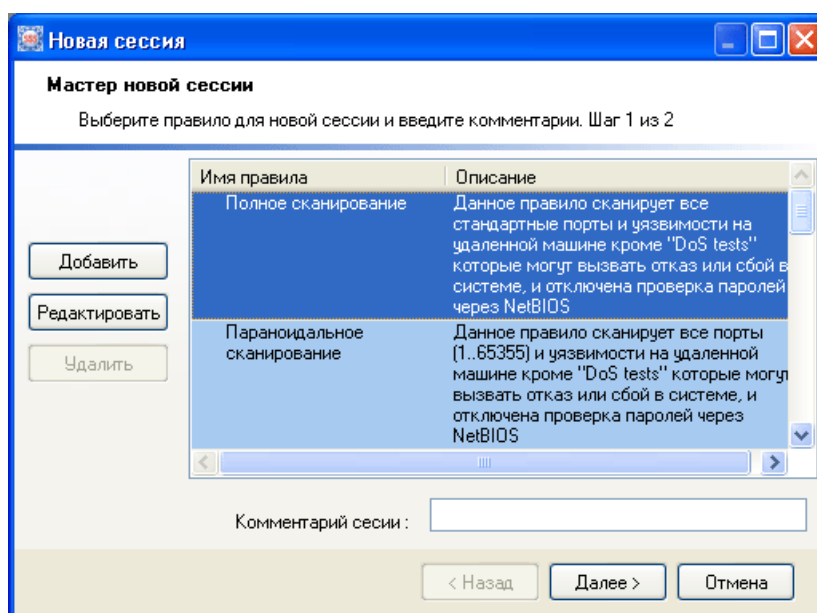 Новая сессия
Мастер новой сессии
Выберите правило для новой сессии и введите комментарии. Шаг 1 из 2
Имя правила Описание
Полное сканирование
Данное правило сканирует все
стандартные порты и уязвимости на
удаленной машине кроме "DoS tests"
которые могут вызвать отказ или сбой в
системе, и отключена проверка паролей
через NetBIOS
Параноидальное
сканирование
Данное правило сканирует все порты
(1..65355) и уязвимости на удаленной
машине кроме "DoS tests" которые могут
вызвать отказ или сбой в системе, и
отключена проверка паролей через
NetBIOS
Добавить
Редактировать
Удалить
Комментарий сесии :
< Назад Далее > Отмена